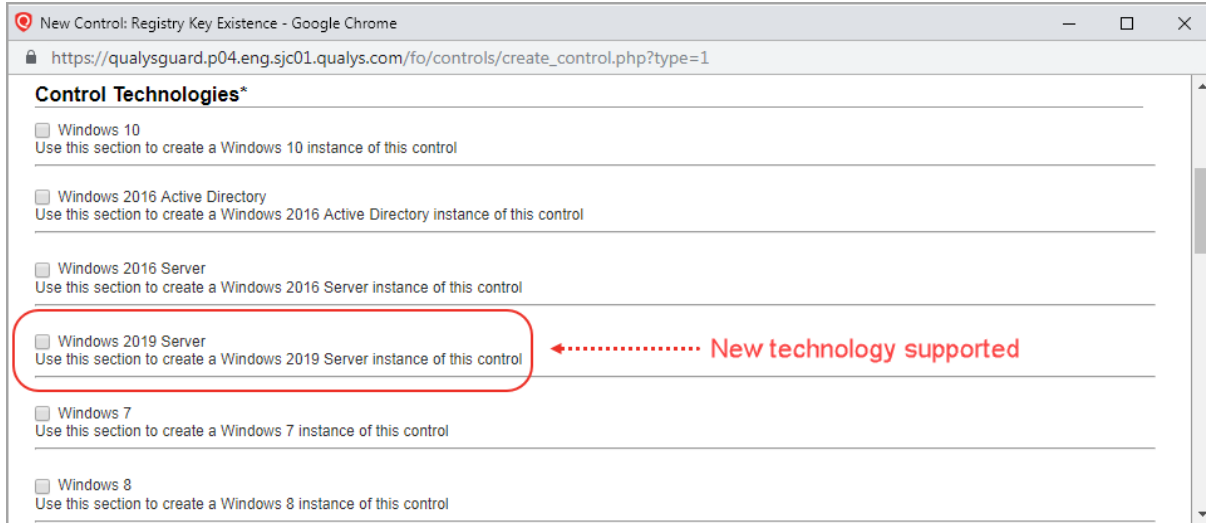 New Control: Registry Key Existence - Google Chrome
https://qualysguard.p04.eng.sjc01.qualys.com/fo/controls/create_control.php?type=1
Control Technologies*
Windows 10
Use this section to create a Windows 10 instance of this control
Windows 2016 Active Directory
Use this section to create a Windows 2016 Active Directory instance of this control
Windows 2016 Server
Use this section to create a Windows 2016 Server instance of this control
Windows 2019 Server
Use this section to create a Windows 2019 Server instance of this control
New technology supported
Windows 7
Use this section to create a Windows 7 instance of this control
Windows 8
Use this section to create a Windows 8 instance of this control